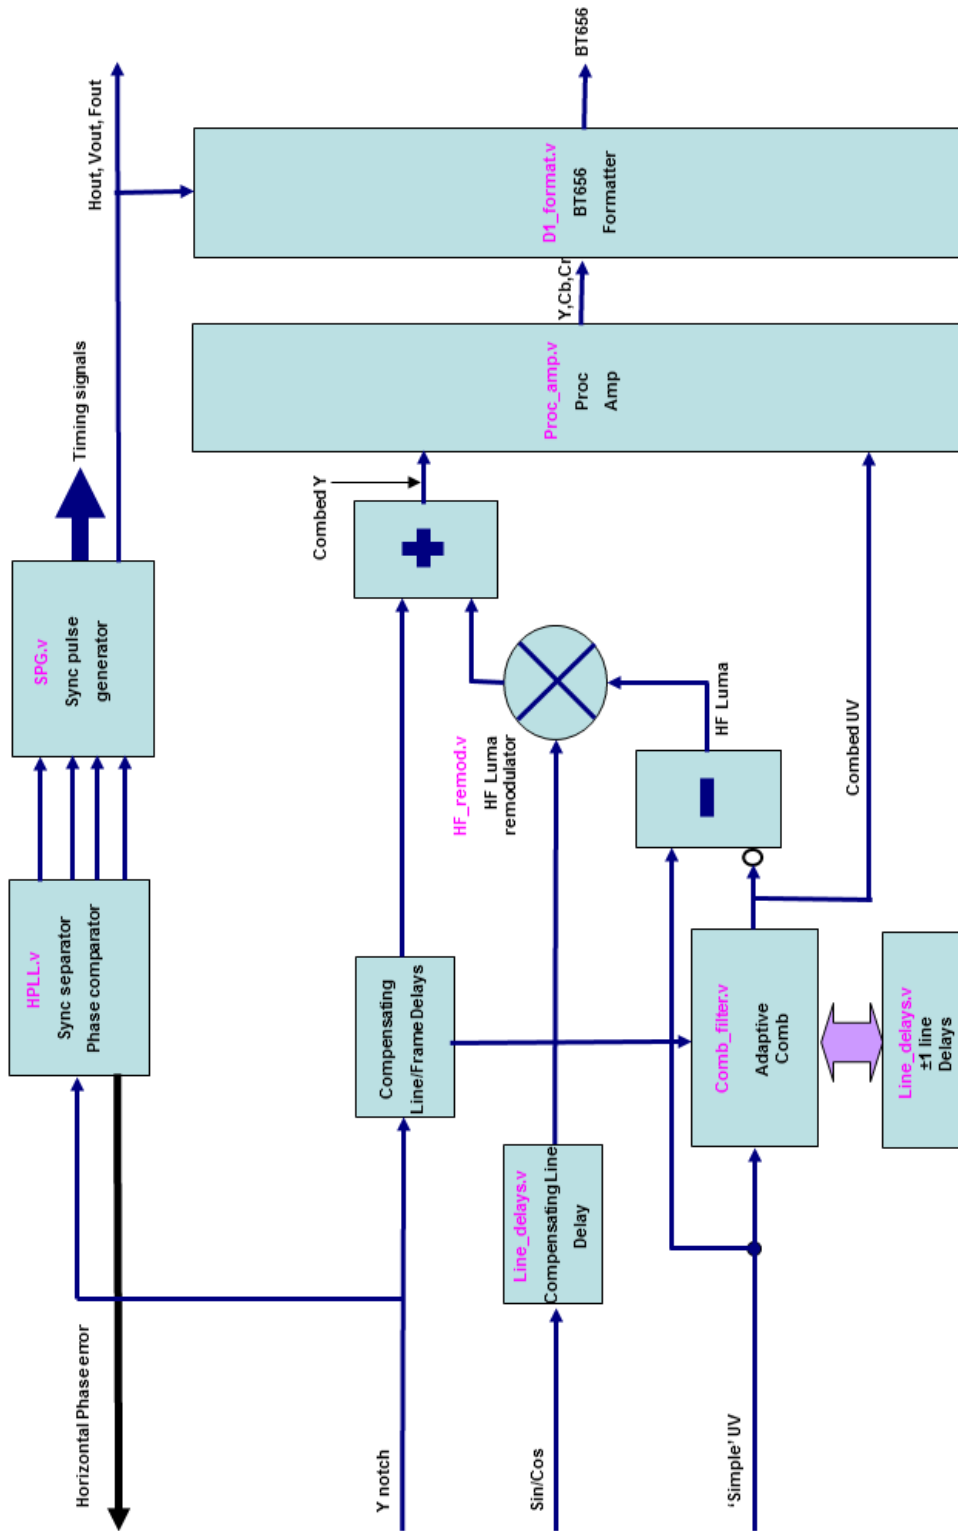 Horizontal Phase error
HPLL.v
Sync separator
Phase comparator
SPG.v
Sync pulse
generator
Timing signals
Hout, Vout, Fout
Y notch
Compensating
Line/Frame Delays
Combed Y
Sin/Cos
Line_delays.v
Compensating Line
Delay
HF_remod.v
HF Luma
remodulator
Proc_amp.v
Proc
Amp
Y,Cb,Cr
D1_format.v
BT656
Formatter
BT656
'Simple' UV
Comb_filter.v
Adaptive
Comb
HF Luma
Combed UV
Line_delays.v
±1 line
Delays